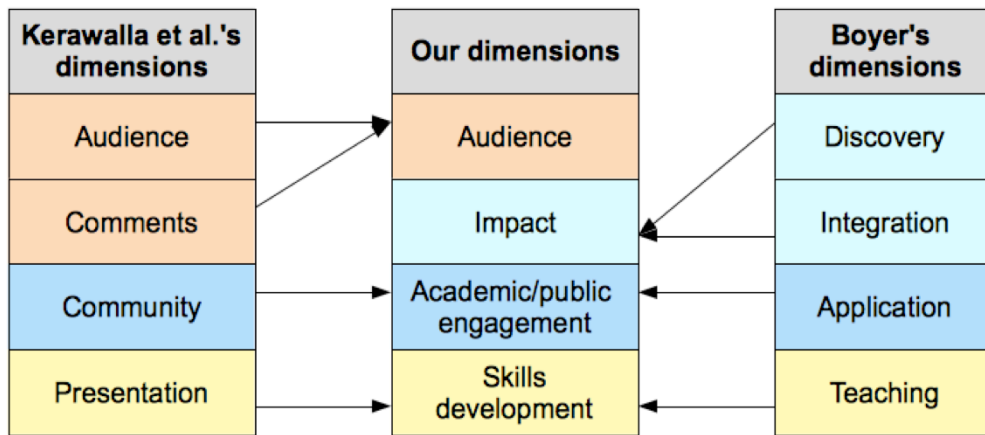 Kerawalla et al.'s
dimensions
Audience
Comments
Community
Presentation
Our dimensions
Audience
Impact
Academic/public
engagement
Skills
development
Boyer's
dimensions
Discovery
Integration
Application
Teaching